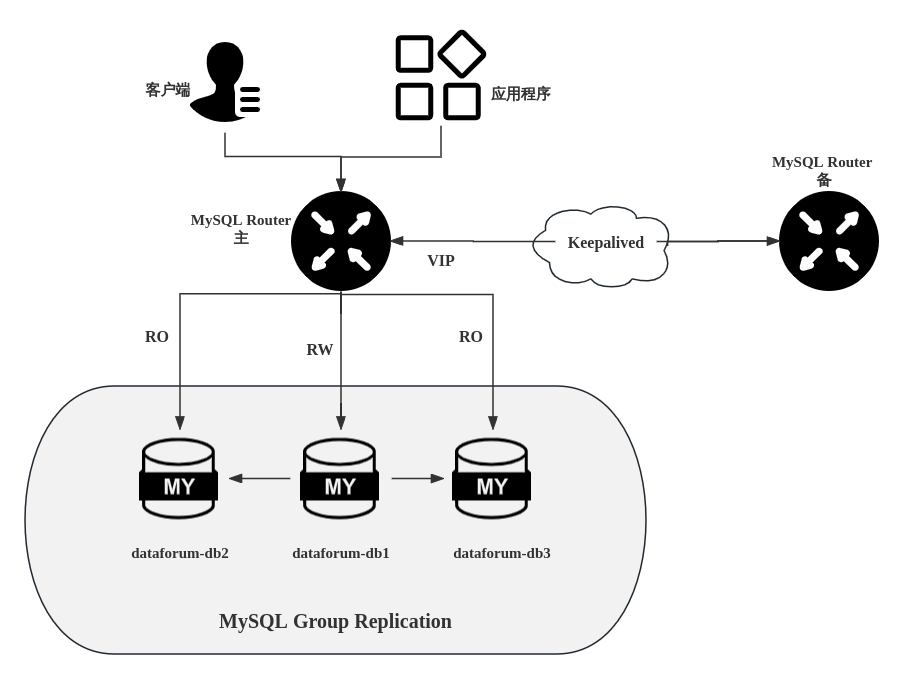 客户端
应用程序
MySQL Router
备
MySQL Router
主
Keepalived
VIP
RO
RW
RO
MY
MY
MY
dataforum-db2
dataforum-db1
dataforum-db3
MySQL Group Replication